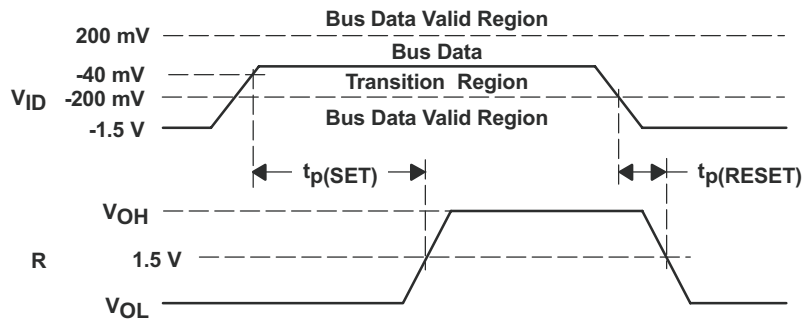 Bus Data Valid Region
200 mV
Bus Data
-40 mV
Transition Region
VID
-200 mV
Bus Data Valid Region
-1.5 V
tp(SET)
tp(RESET)
VOH
R
1.5 V
VOL